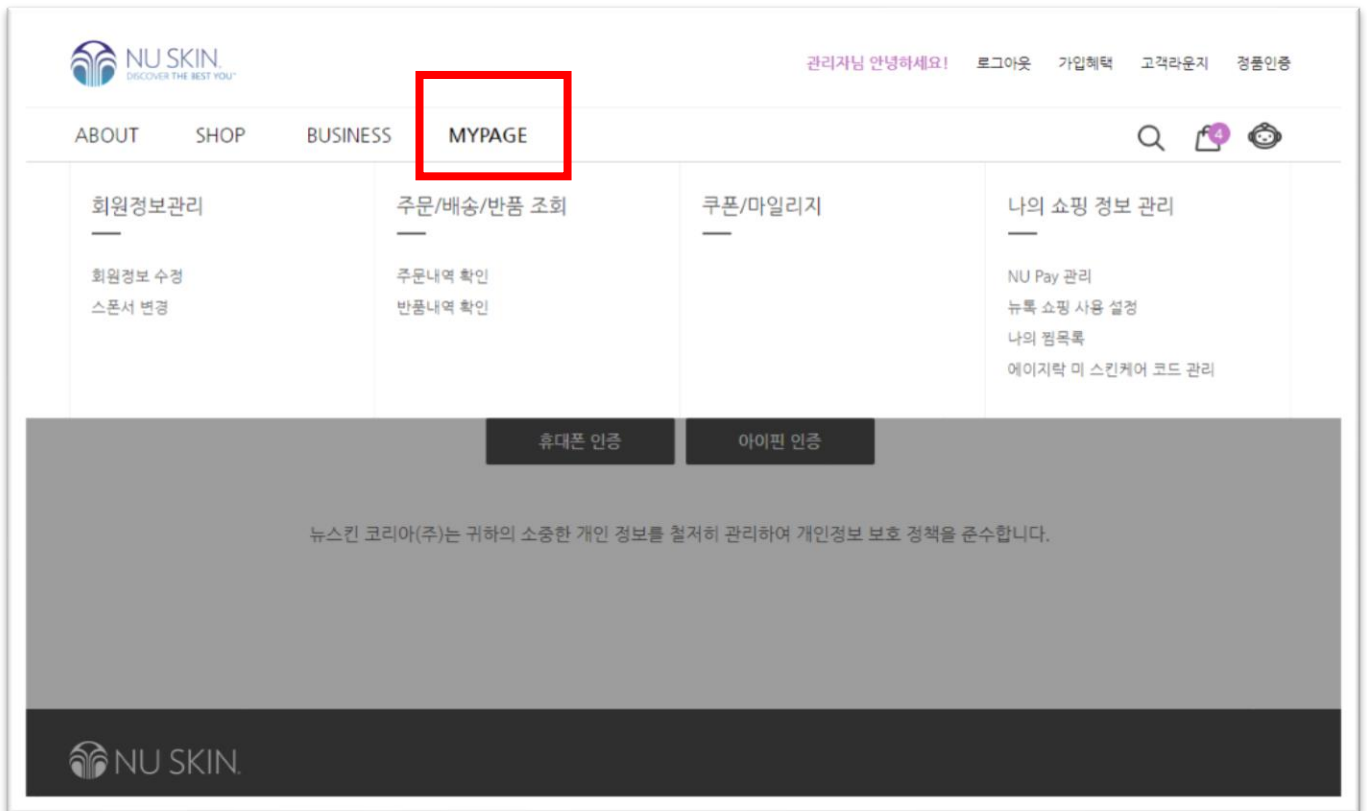 NU SKIN.
DISCOVER THE BEST YOU™
관리자님 안녕하세요! 로그아웃 가입혜택 고객라운지 정품인증
ABOUT SHOP BUSINESS MYPAGE
4
회원정보관리 주문/배송/반품 조회 쿠폰/마일리지 나의 쇼핑 정보 관리
회원정보 수정 주문내역 확인 NU Pay 관리
스폰서 변경 반품내역 확인 뉴톡 쇼핑 사용 설정
나의 찜목록
에이지락 미 스킨케어 코드 관리
휴대폰 인증 아이핀 인증
뉴스킨 코리아(주)는 귀하의 소중한 개인 정보를 철저히 관리하여 개인정보 보호 정책을 준수합니다.
NU SKIN.